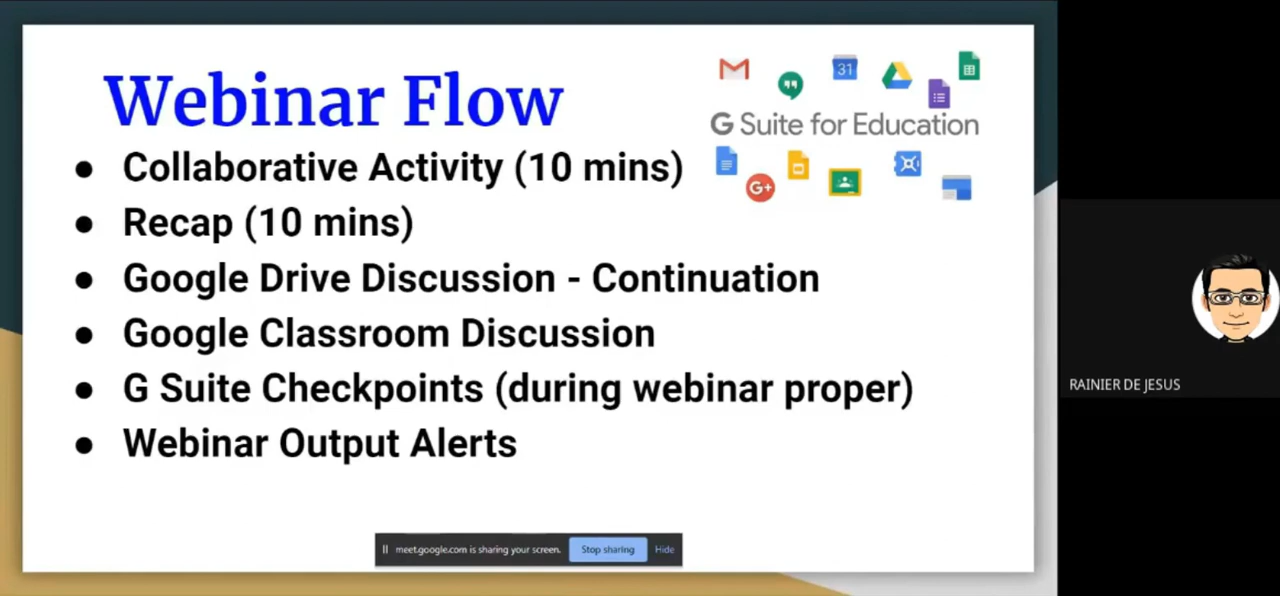 Webinar Flow
31
G Suite for Education
G+
● Collaborative Activity (10 mins)
● Recap (10 mins)
● Google Drive Discussion - Continuation
● Google Classroom Discussion
● G Suite Checkpoints (during webinar proper)
● Webinar Output Alerts
RAINIER DE JESUS
meet.google.com is sharing your screen. Stop sharing Hide